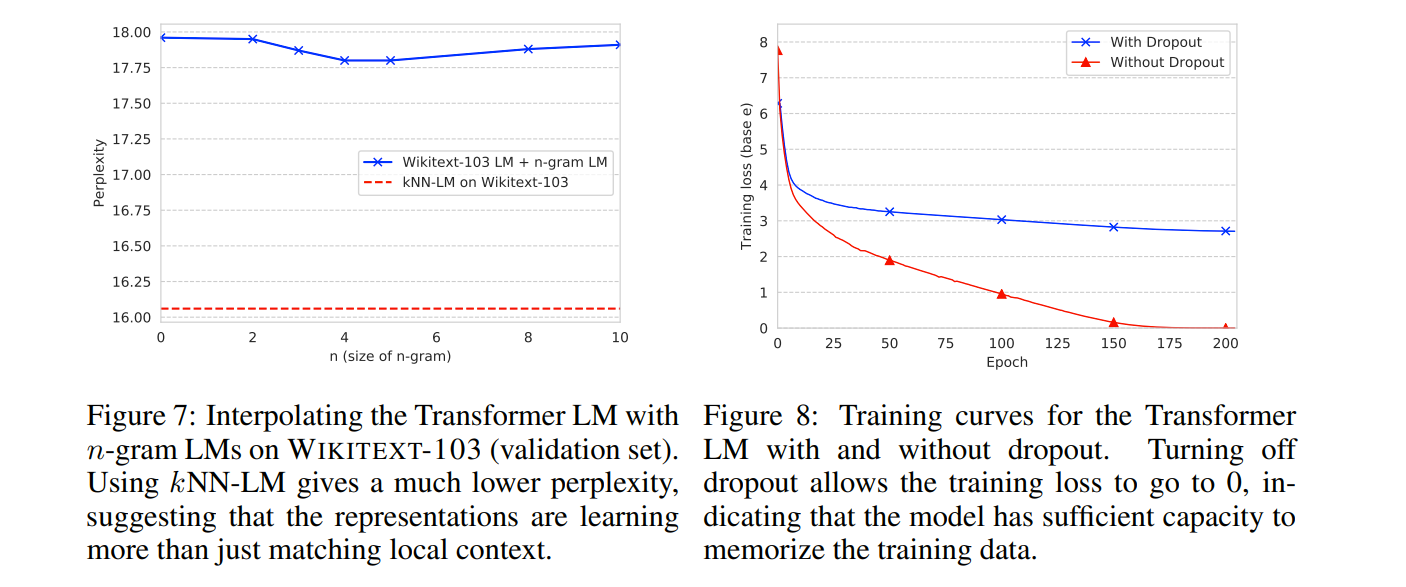 18.00
17.75
17.50
17.25
17.00
16.75
16.50
16.25
16.00
Perplexity
Wikitext-103 LM + n-gram LM
kNN-LM on Wikitext-103
0 2 4 6 8 10
n (size of n-gram)
Figure 7: Interpolating the Transformer LM with
n-gram LMs on WIKITEXT-103 (validation set).
Using kNN-LM gives a much lower perplexity,
suggesting that the representations are learning
more than just matching local context.
8
7
6
5
4
3
2
1
0
Training loss (base e)
With Dropout
Without Dropout
0 25 50 75 100 125 150 175 200
Epoch
Figure 8: Training curves for the Transformer
LM with and without dropout. Turning off
dropout allows the training loss to go to 0, in-
dicating that the model has sufficient capacity to
memorize the training data.